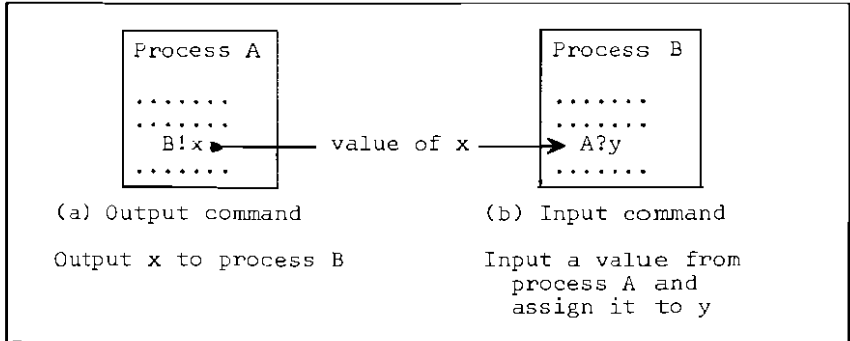 Process A
.......
.......
B!x
.......
value of x
Process B
.......
.......
A?y
.......
(a) Output command
Output x to process B
(b) Input command
Input a value from
process A and
assign it to y